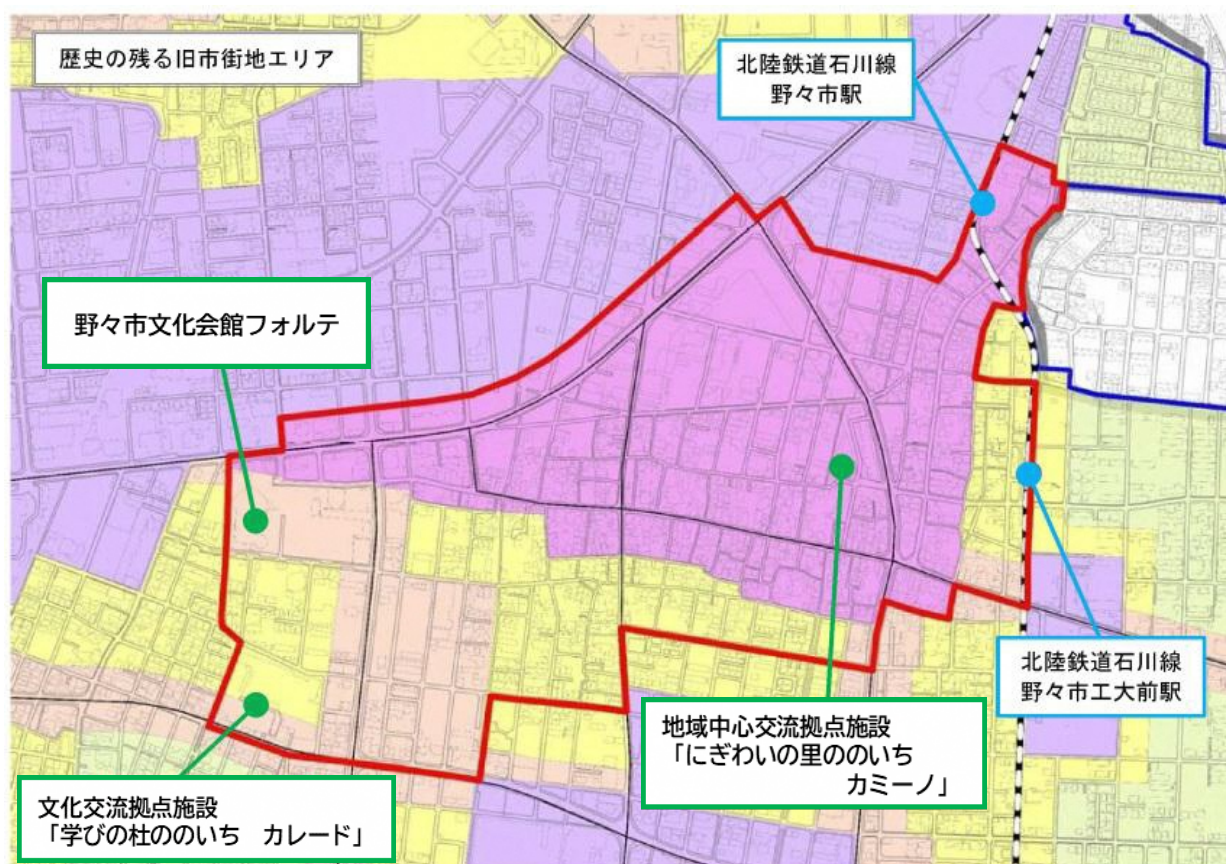 歴史の残る旧市街地エリア
北陸鉄道石川線
野々市駅
野々市文化会館フォルテ
北陸鉄道石川線
野々市工大前駅
地域中心交流拠点施設
「にぎわいの里ののいち
カミーノ」
文化交流拠点施設
「学びの杜ののいち　カレード」